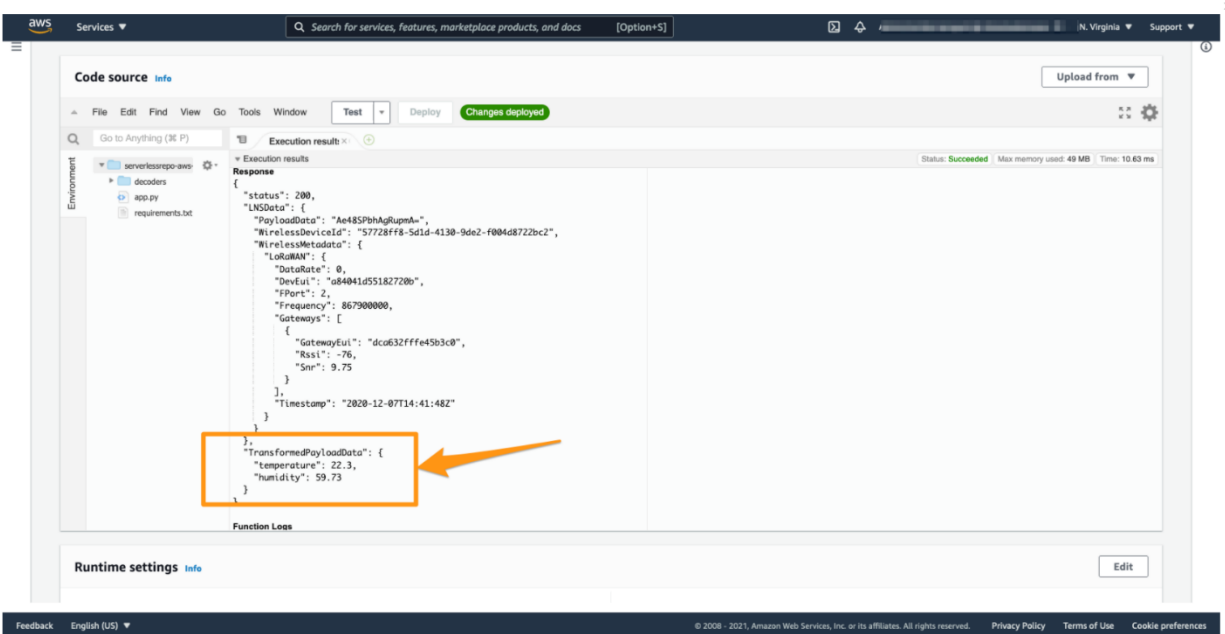 aws Services ▼ Search for services, features, marketplace products, and docs [Option+S] N. Virginia ▼ Support ▼
Code source Info Upload from ▼
File Edit Find View Go Tools Window Test Deploy Changes deployed
Go to Anything (⌘ P) Execution result ×
Environment
serverlessrepo-aws-
decoders
app.py
requirements.txt
▼ Execution results Status: Succeeded Max memory used: 49 MB Time: 10.63 ms
Response
{
"status": 200,
"LNSData": {
"PayloadData": "Ae48SPbhAgRupmA=",
"WirelessDeviceId": "57728ff8-5d1d-4130-9de2-f004d8722bc2",
"WirelessMetadata": {
"LoRaWAN": {
"DataRate": 0,
"DevEui": "a84041d55182720b",
"FPort": 2,
"Frequency": 867900000,
"Gateways": [
{
"GatewayEui": "dca632fffe45b3c0",
"Rssi": -76,
"Snr": 9.75
}
],
"Timestamp": "2020-12-07T14:41:48Z"
}
}
},
"TransformedPayloadData": {
"temperature": 22.3,
"humidity": 59.73
}
}
Function Logs
Runtime settings Info Edit
Feedback English (US) ▼ © 2008 - 2021, Amazon Web Services, Inc. or its affiliates. All rights reserved. Privacy Policy Terms of Use Cookie preferences